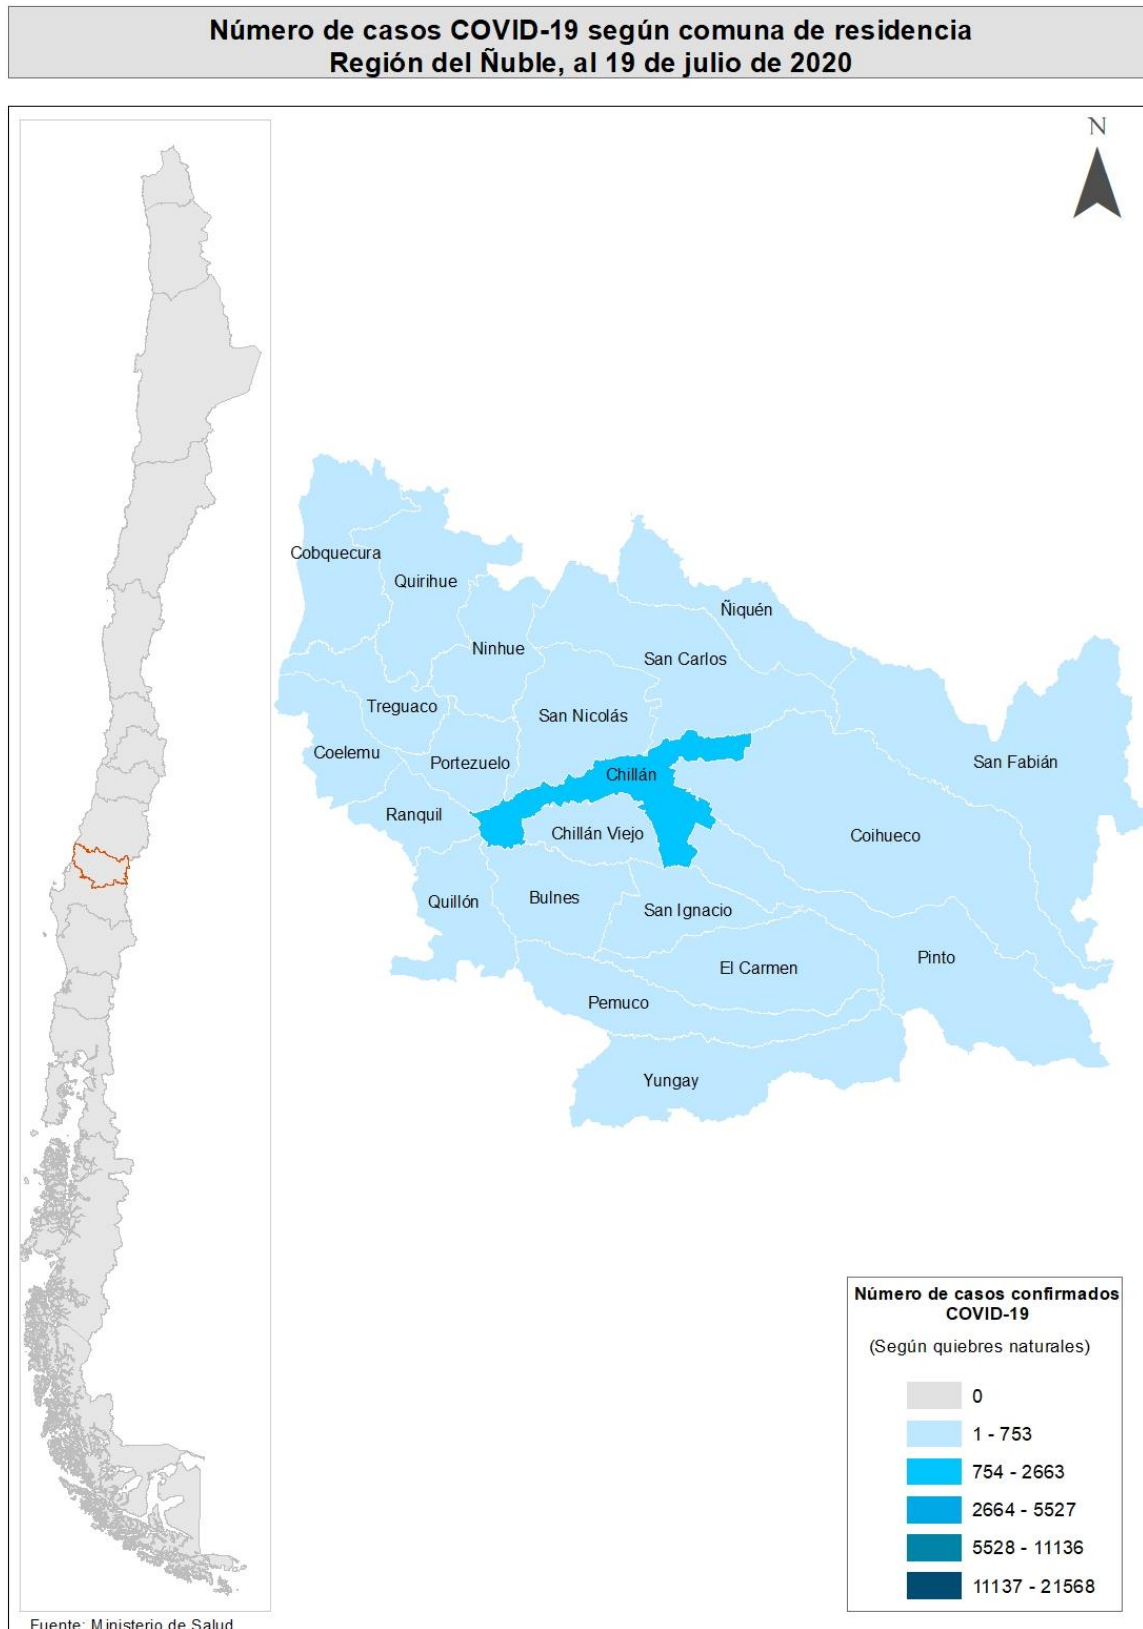 Número de casos COVID-19 según comuna de residencia
Región del Ñuble, al 19 de julio de 2020
N
Cobquecura
Quirihue
Ñiquén
Ninhue
San Carlos
Treguaco
San Nicolás
Coelemu
Portezuelo
San Fabián
Chillán
Ranquil
Chillán Viejo
Coihueco
Quillón
Bulnes
San Ignacio
Pinto
El Carmen
Pemuco
Yungay
Número de casos confirmados
COVID-19
(Según quiebres naturales)
0
1 - 753
754 - 2663
2664 - 5527
5528 - 11136
11137 - 21568
Fuente: Ministerio de Salud